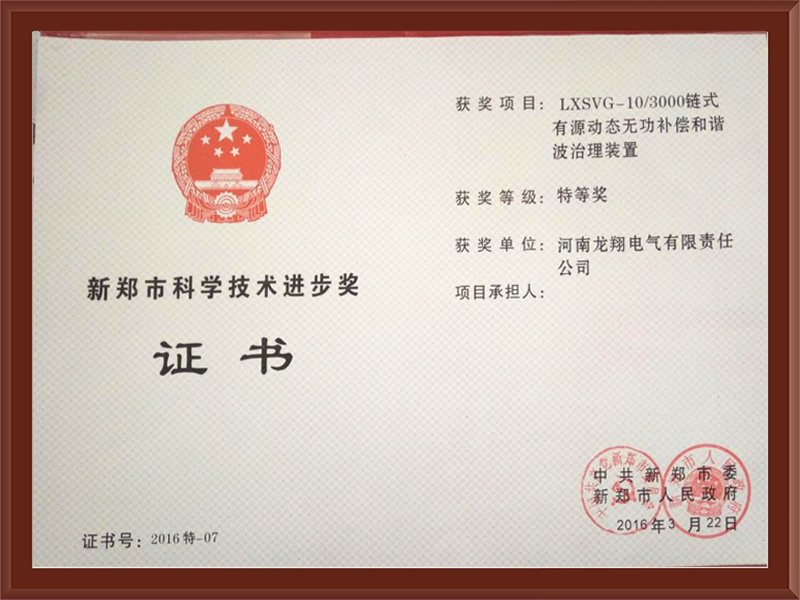 新郑市科学技术进步奖
证书
证书号：2016特-07
获奖项目：LXSVG-10/3000链式
有源动态无功补偿和谐
波治理装置
获奖等级：特等奖
获奖单位：河南龙翔电气有限责任
公司
项目承担人：
中共新郑市委
新郑市人民政府
2016年3月22日